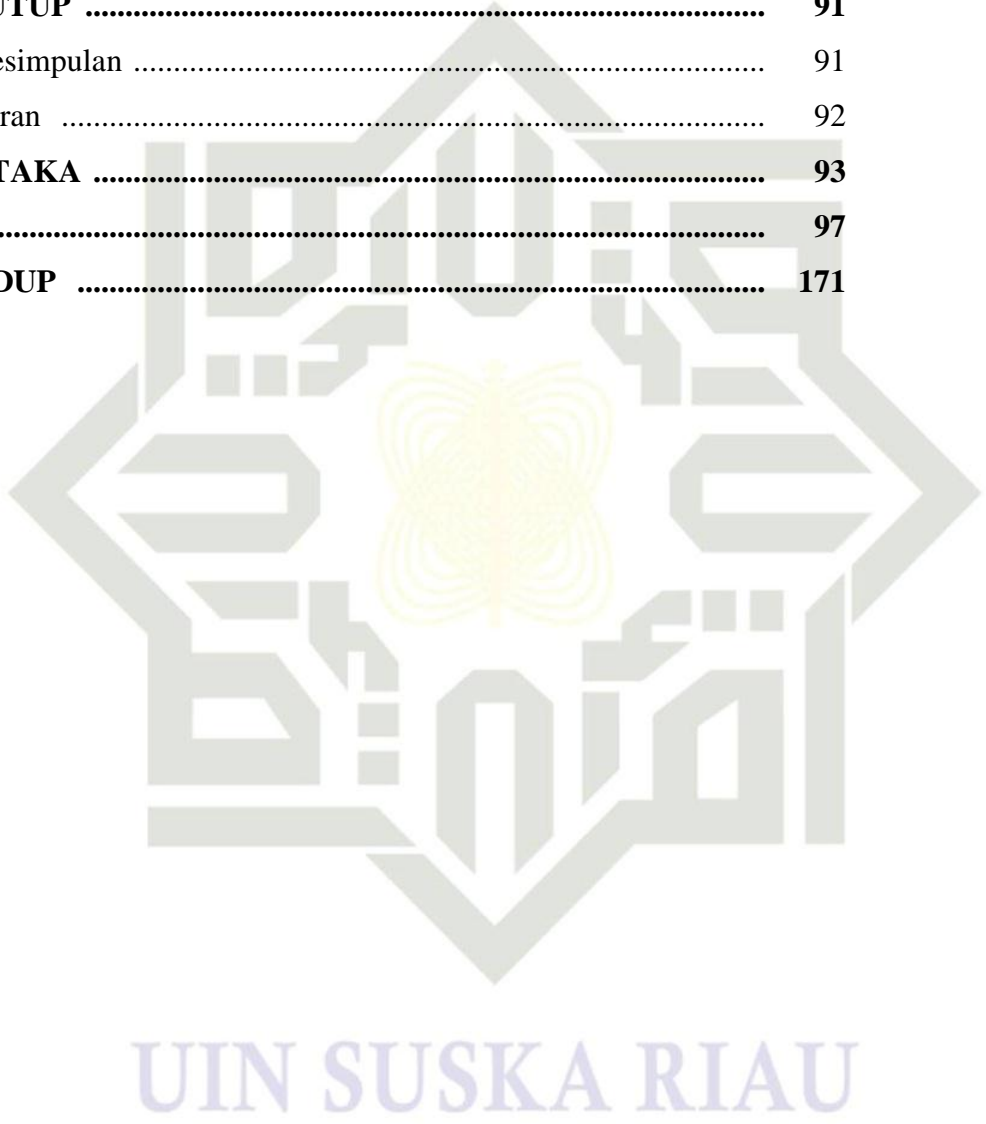 UTUP ..................................................................................... 91
esimpulan ............................................................................... 91
ran ........................................................................................ 92
TAKA .................................................................................... 93
................................................................................................ 97
DUP ...................................................................................... 171
UIN SUSKA RIAU